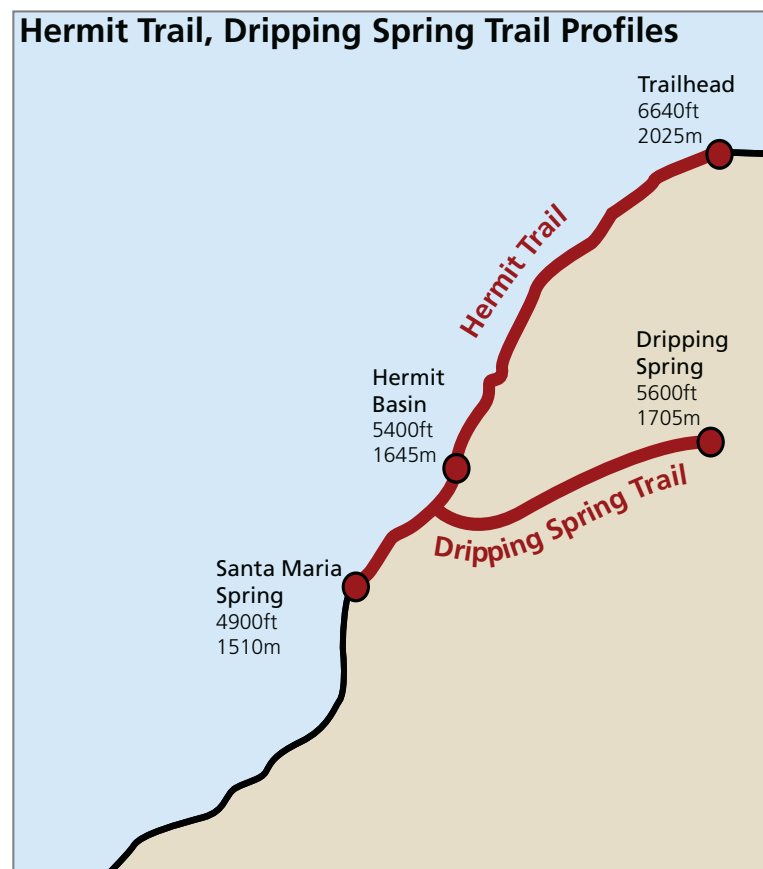 Hermit Trail, Dripping Spring Trail Profiles
Trailhead
6640ft
2025m
Hermit Trail
Dripping
Spring
5600ft
1705m
Hermit
Basin
5400ft
1645m
Dripping Spring Trail
Santa Maria
Spring
4900ft
1510m